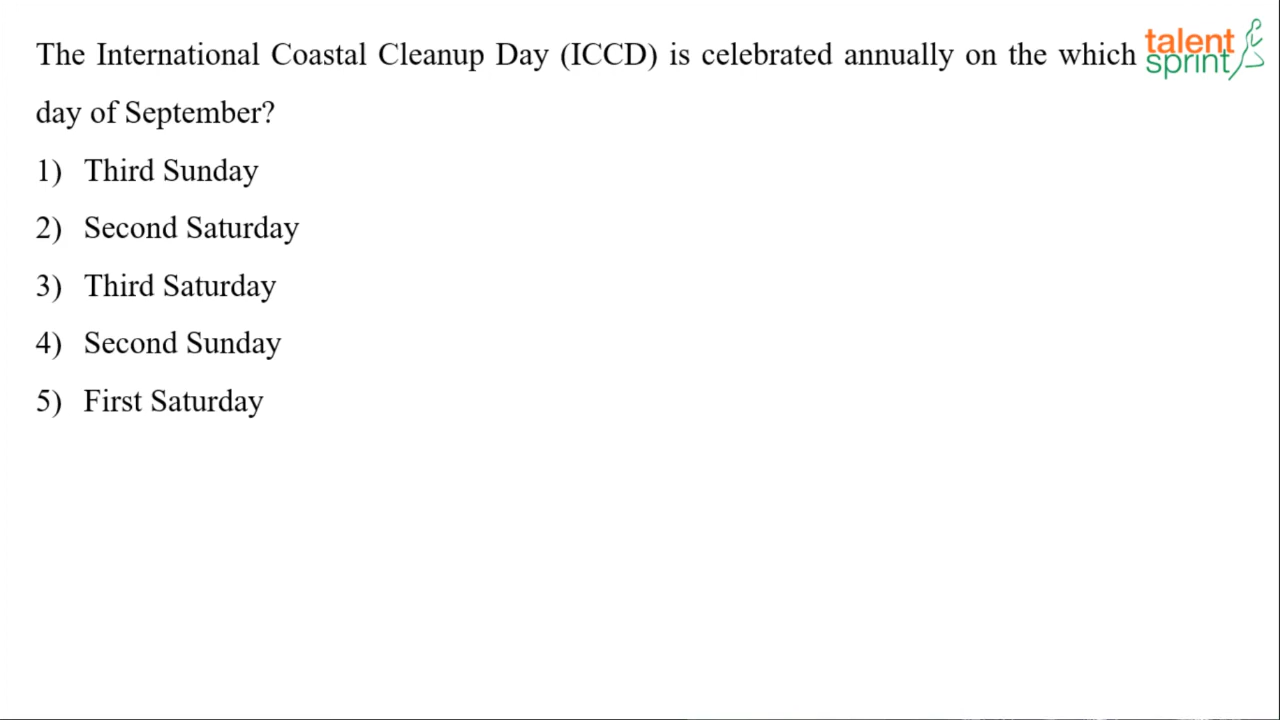 The International Coastal Cleanup Day (ICCD) is celebrated annually on the which
day of September?
1) Third Sunday
2) Second Saturday
3) Third Saturday
4) Second Sunday
5) First Saturday
talent
sprint